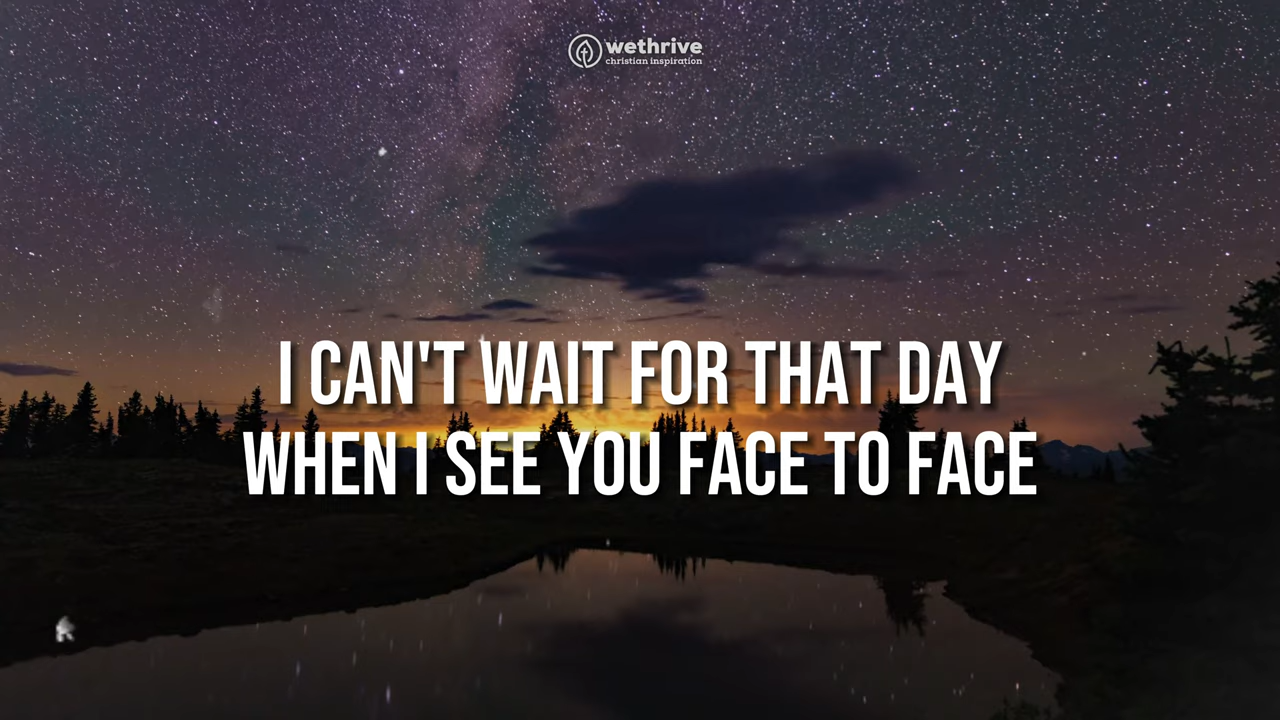 wethrive
christian inspiration
I CAN'T WAIT FOR THAT DAY
WHEN I SEE YOU FACE TO FACE